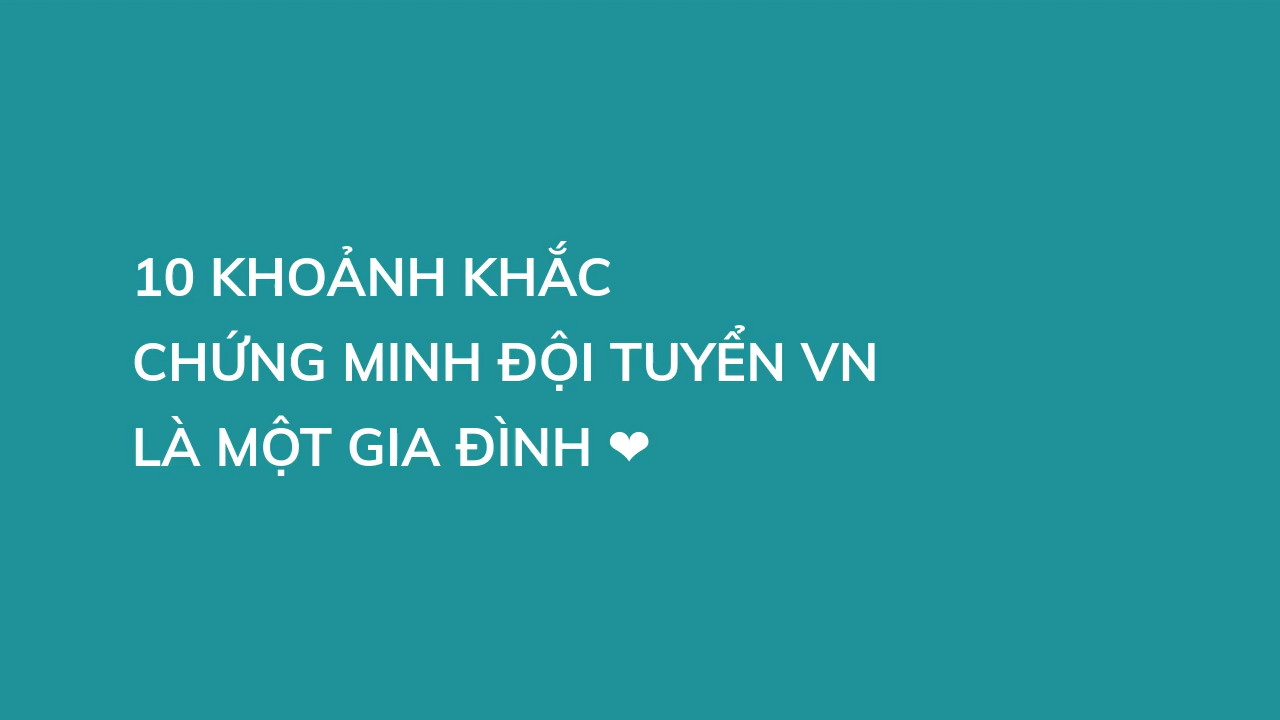 10 KHOẢNH KHẮC
CHỨNG MINH ĐỘI TUYỂN VN
LÀ MỘT GIA ĐÌNH ❤